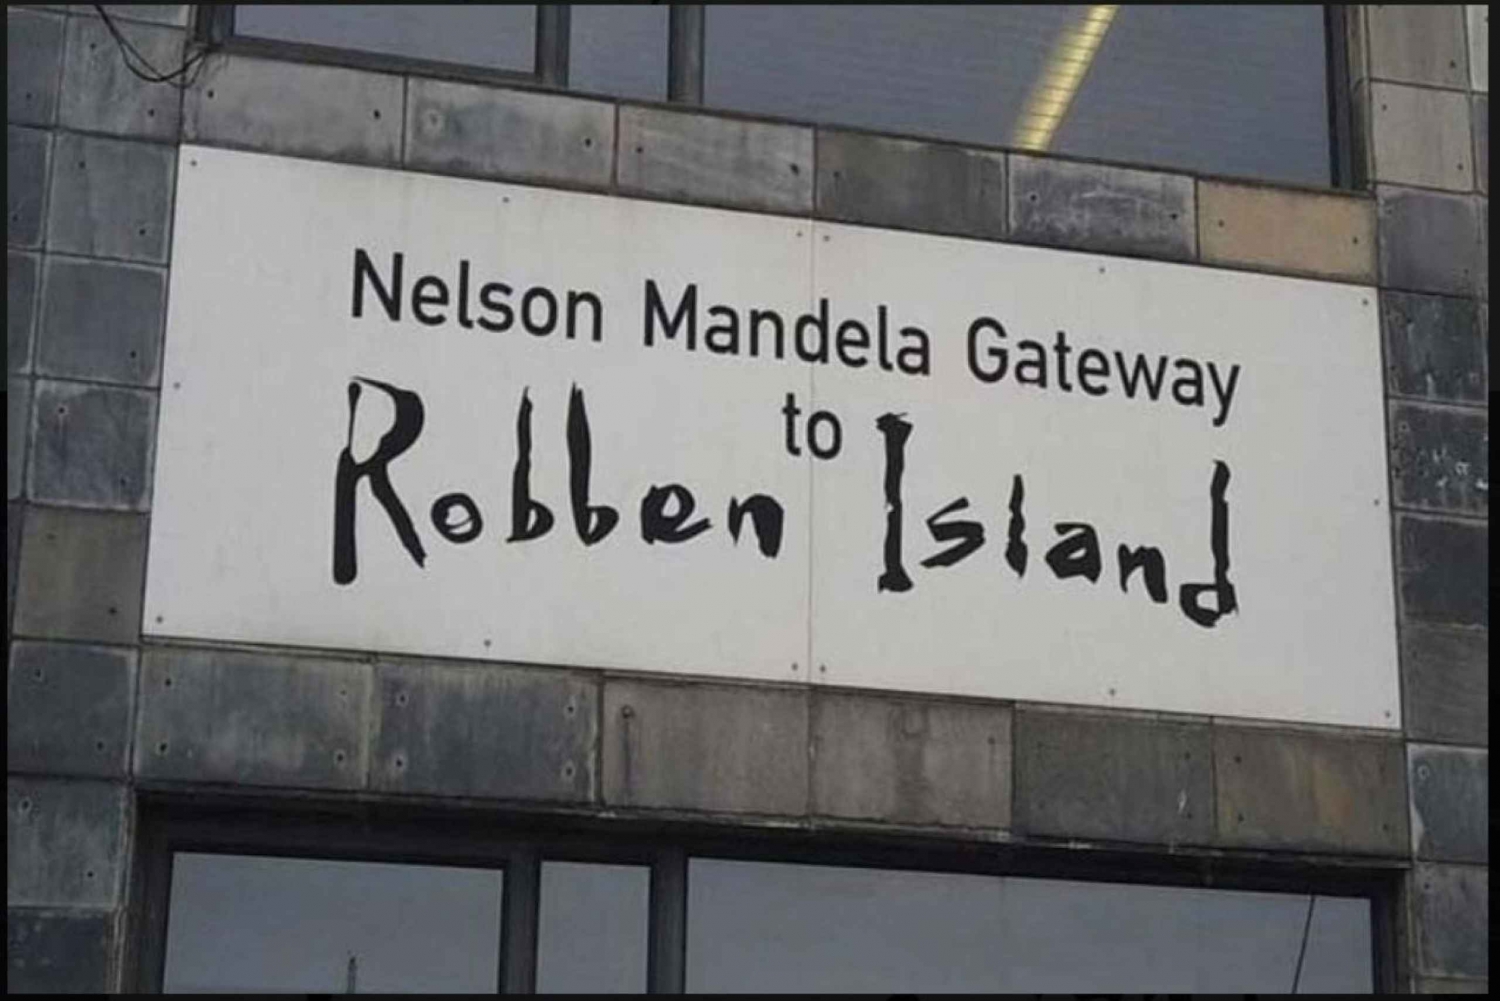 Nelson Mandela Gateway
to
Robben Island